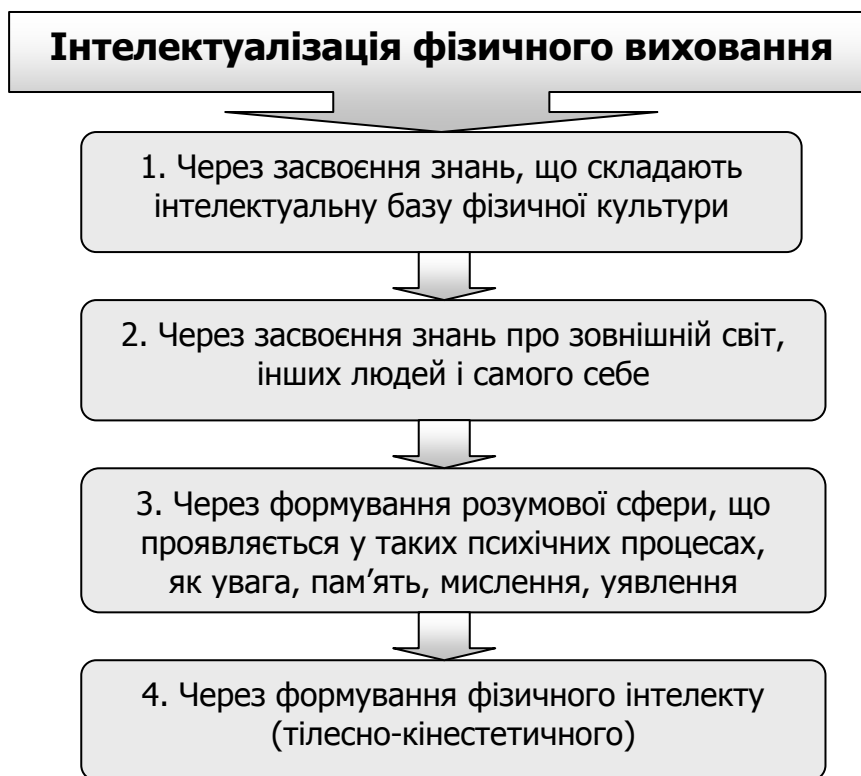 Інтелектуалізація фізичного виховання
1. Через засвоєння знань, що складають
інтелектуальну базу фізичної культури
2. Через засвоєння знань про зовнішній світ,
інших людей і самого себе
3. Через формування розумової сфери, що
проявляється у таких психічних процесах,
як увага, пам’ять, мислення, уявлення
4. Через формування фізичного інтелекту
(тілесно-кінестетичного)